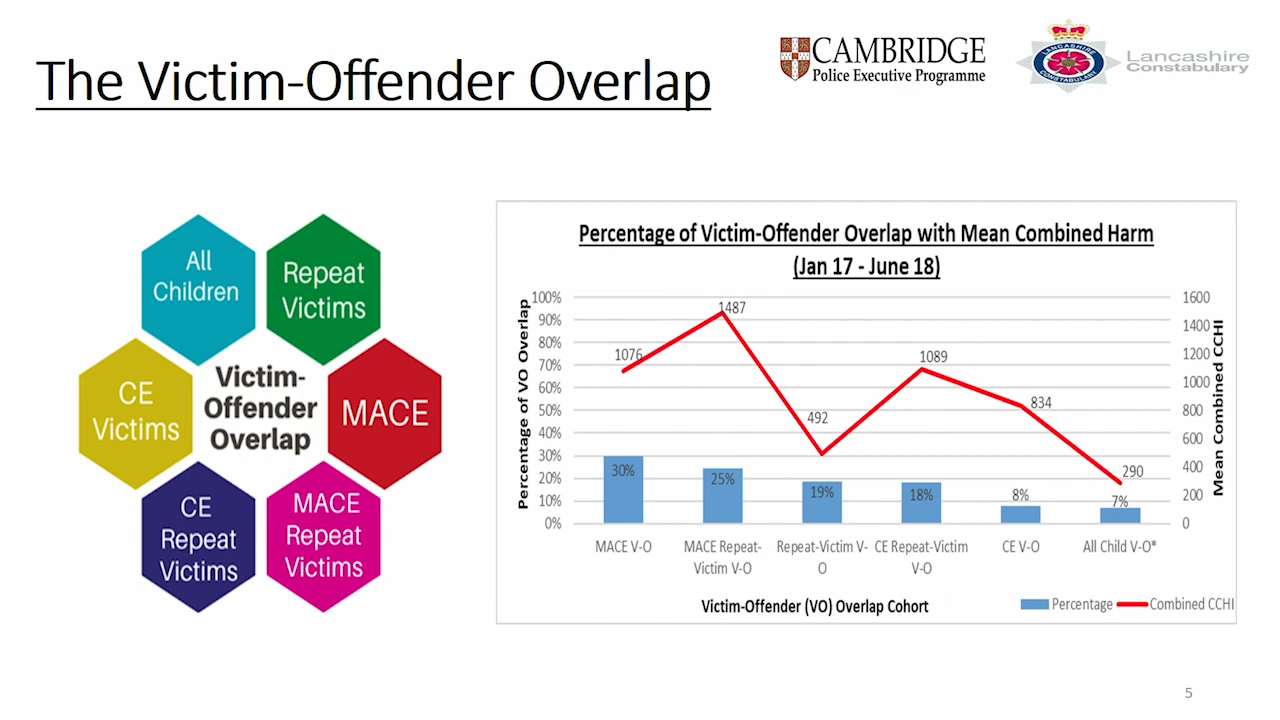 The Victim-Offender Overlap
CAMBRIDGE
Police Executive Programme
LANCASHIRE
CONSTABULARY
Lancashire
Constabulary
All
Children
Repeat
Victims
CE
Victims
Victim-
Offender
Overlap
MACE
CE
Repeat
Victims
MACE
Repeat
Victims
Percentage of Victim-Offender Overlap with Mean Combined Harm
(Jan 17 - June 18)
Percentage of VO Overlap
100%
90%
80%
70%
60%
50%
40%
30%
20%
10%
0%
1076
1487
492
1089
834
290
30%
25%
19%
18%
8%
7%
1600
1400
1200
1000
800
600
400
200
0
Mean Combined CCHI
MACE V-O
MACE Repeat-
Victim V-O
Repeat-Victim V-
O
CE Repeat-Victim
V-O
CE V-O
All Child V-O*
Victim-Offender (VO) Overlap Cohort
Percentage
Combined CCHI
5